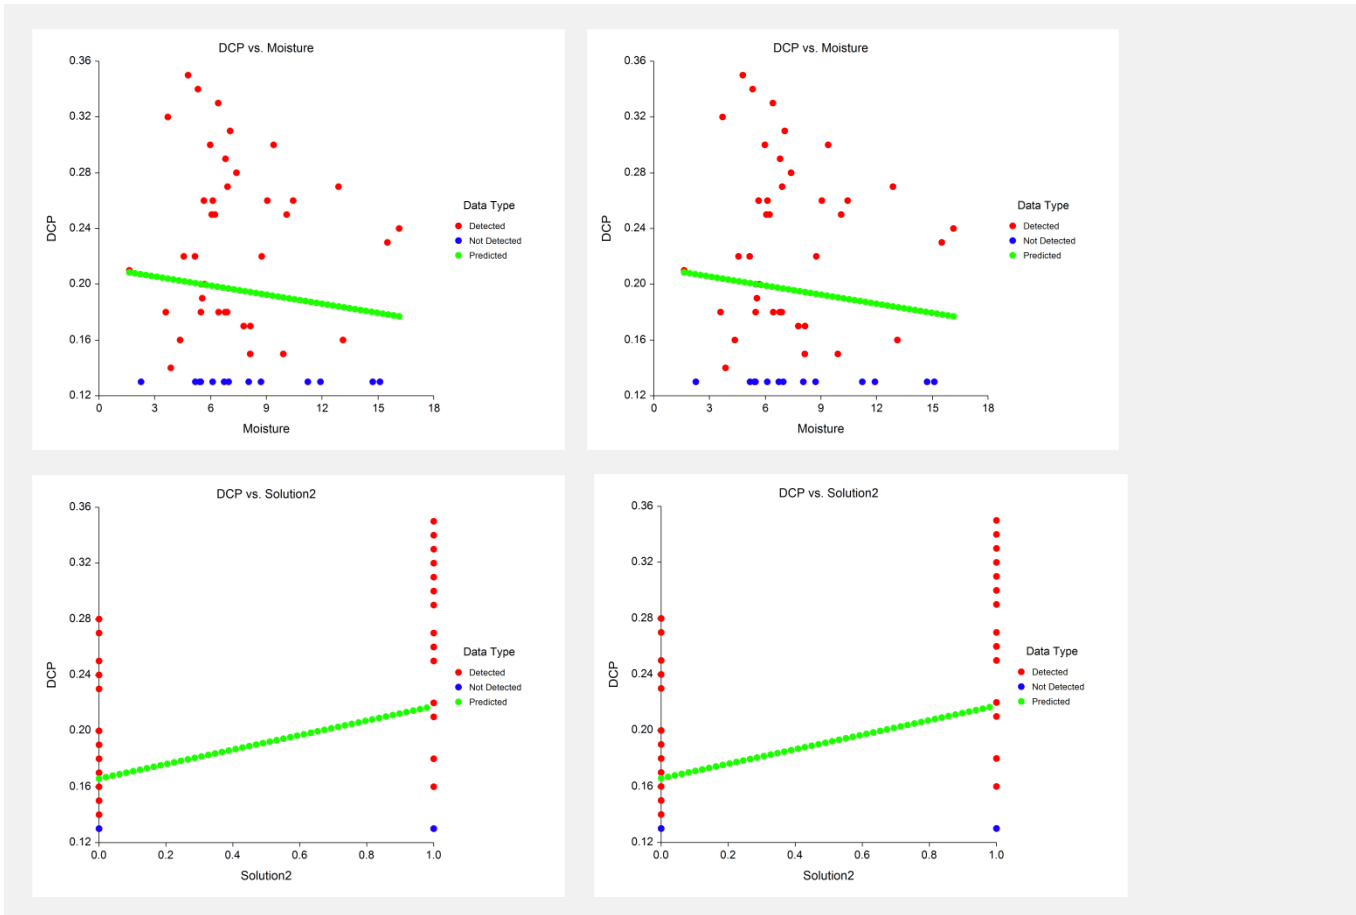 DCP vs. Moisture
0.36
0.32
0.28
0.24
0.20
0.16
0.12
DCP
0 3 6 9 12 15 18
Moisture
Data Type
Detected
Not Detected
Predicted
DCP vs. Moisture
0.36
0.32
0.28
0.24
0.20
0.16
0.12
DCP
0 3 6 9 12 15 18
Moisture
Data Type
Detected
Not Detected
Predicted
DCP vs. Solution2
0.36
0.32
0.28
0.24
0.20
0.16
0.12
DCP
0.0 0.2 0.4 0.6 0.8 1.0
Solution2
Data Type
Detected
Not Detected
Predicted
DCP vs. Solution2
0.36
0.32
0.28
0.24
0.20
0.16
0.12
DCP
0.0 0.2 0.4 0.6 0.8 1.0
Solution2
Data Type
Detected
Not Detected
Predicted